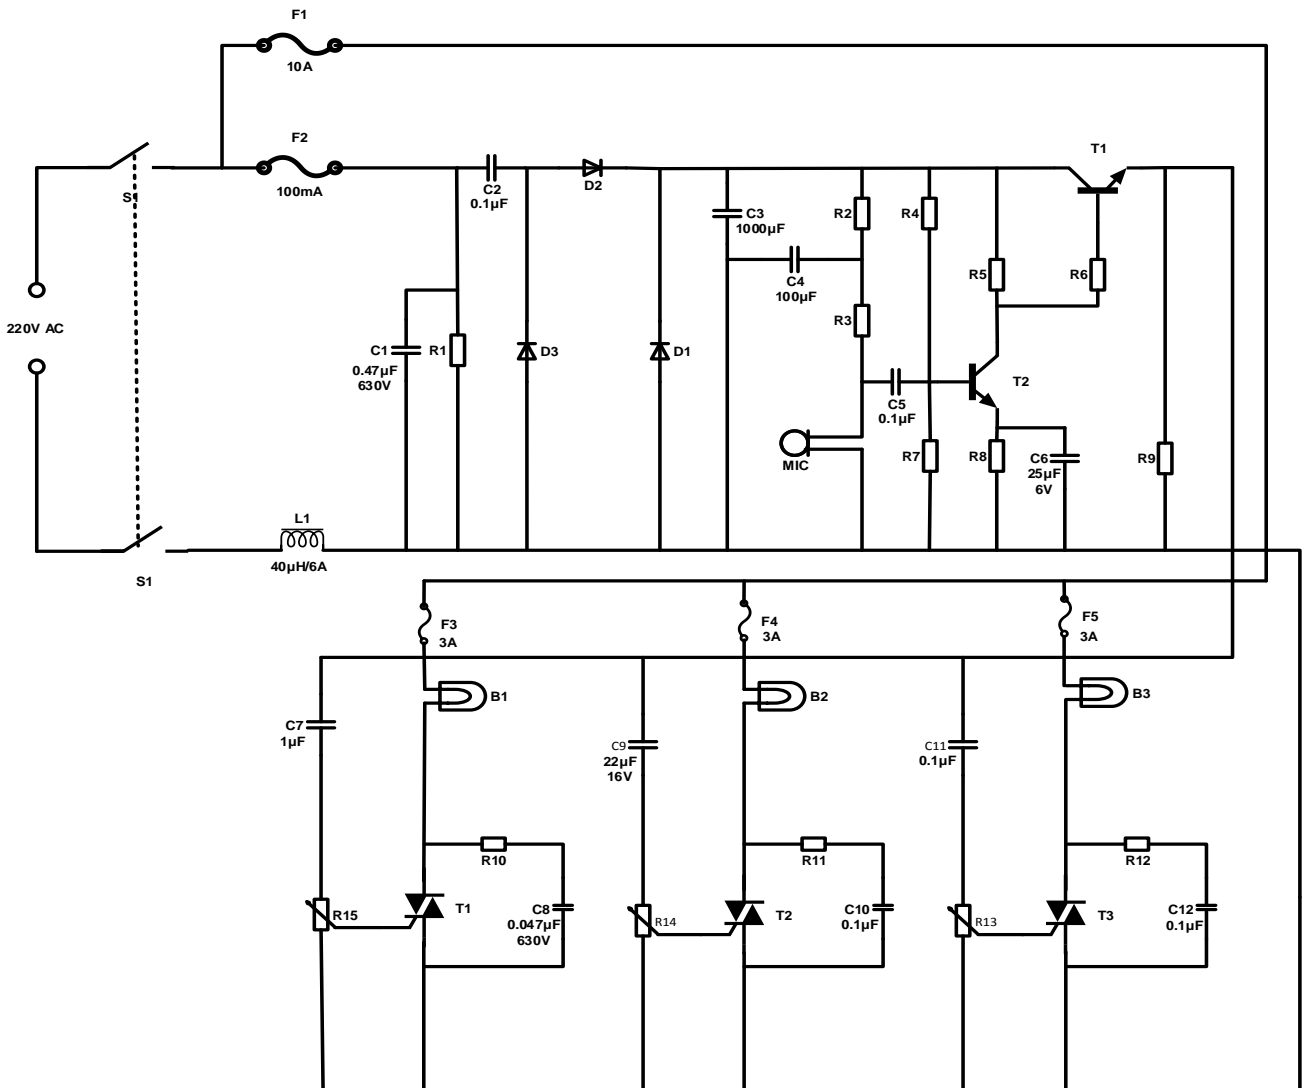 F1
10A
F2
100mA
S1
220V AC
S1
L1
40µH/6A
C1
0.47µF
630V
R1
C2
0.1µF
D2
D3
D1
C3
1000µF
C4
100µF
R2
R3
R4
C5
0.1µF
MIC
R5
R6
T1
T2
R7
R8
C6
25µF
6V
R9
F3
3A
F4
3A
F5
3A
B1
B2
B3
C7
1µF
C9
22µF
16V
C11
0.1µF
R10
R11
R12
R15
T1
C8
0.047µF
630V
R14
T2
C10
0.1µF
R13
T3
C12
0.1µF